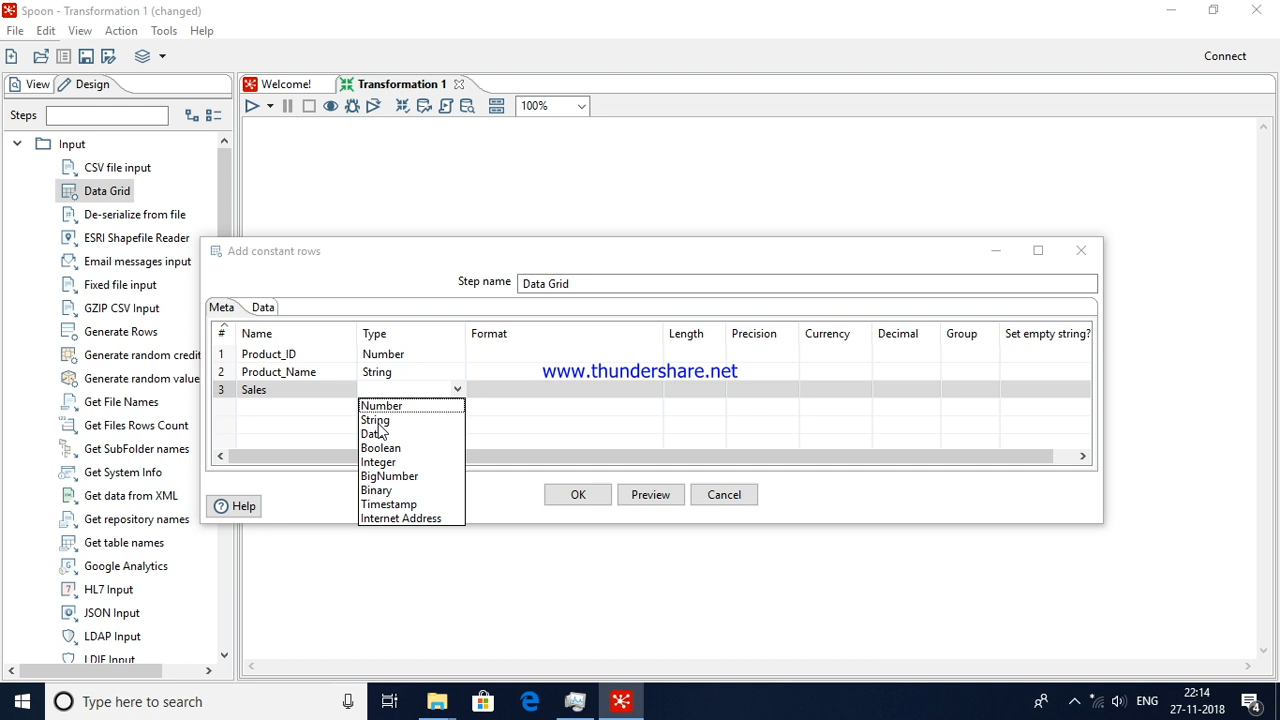 Spoon - Transformation 1 (changed)
File Edit View Action Tools Help
Connect
View Design
Welcome! Transformation 1
Steps
100%
Input
CSV file input
Data Grid
De-serialize from file
ESRI Shapefile Reader
Email messages input
Fixed file input
GZIP CSV Input
Generate Rows
Generate random credit
Generate random value
Get File Names
Get Files Rows Count
Get SubFolder names
Get System Info
Get data from XML
Get repository names
Get table names
Google Analytics
HL7 Input
JSON Input
LDAP Input
LDIF Input
Add constant rows
Step name Data Grid
Meta Data
# Name Type Format Length Precision Currency Decimal Group Set empty string?
1 Product_ID Number
2 Product_Name String
www.thundershare.net
3 Sales
Number
String
Date
Boolean
Integer
BigNumber
Binary
Timestamp
Internet Address
Help
OK Preview Cancel
Type here to search
ENG
22:14
27-11-2018
4